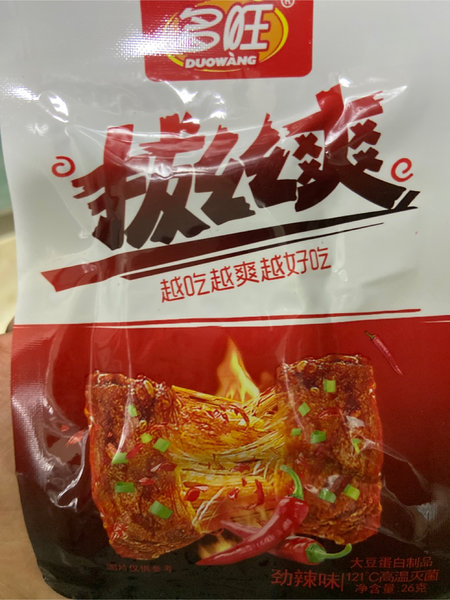 多旺®
DUOWÀNG
拔丝丝爽
越吃越爽越好吃
图片仅供参考
劲辣味
大豆蛋白制品
121℃高温灭菌
净含量:26克